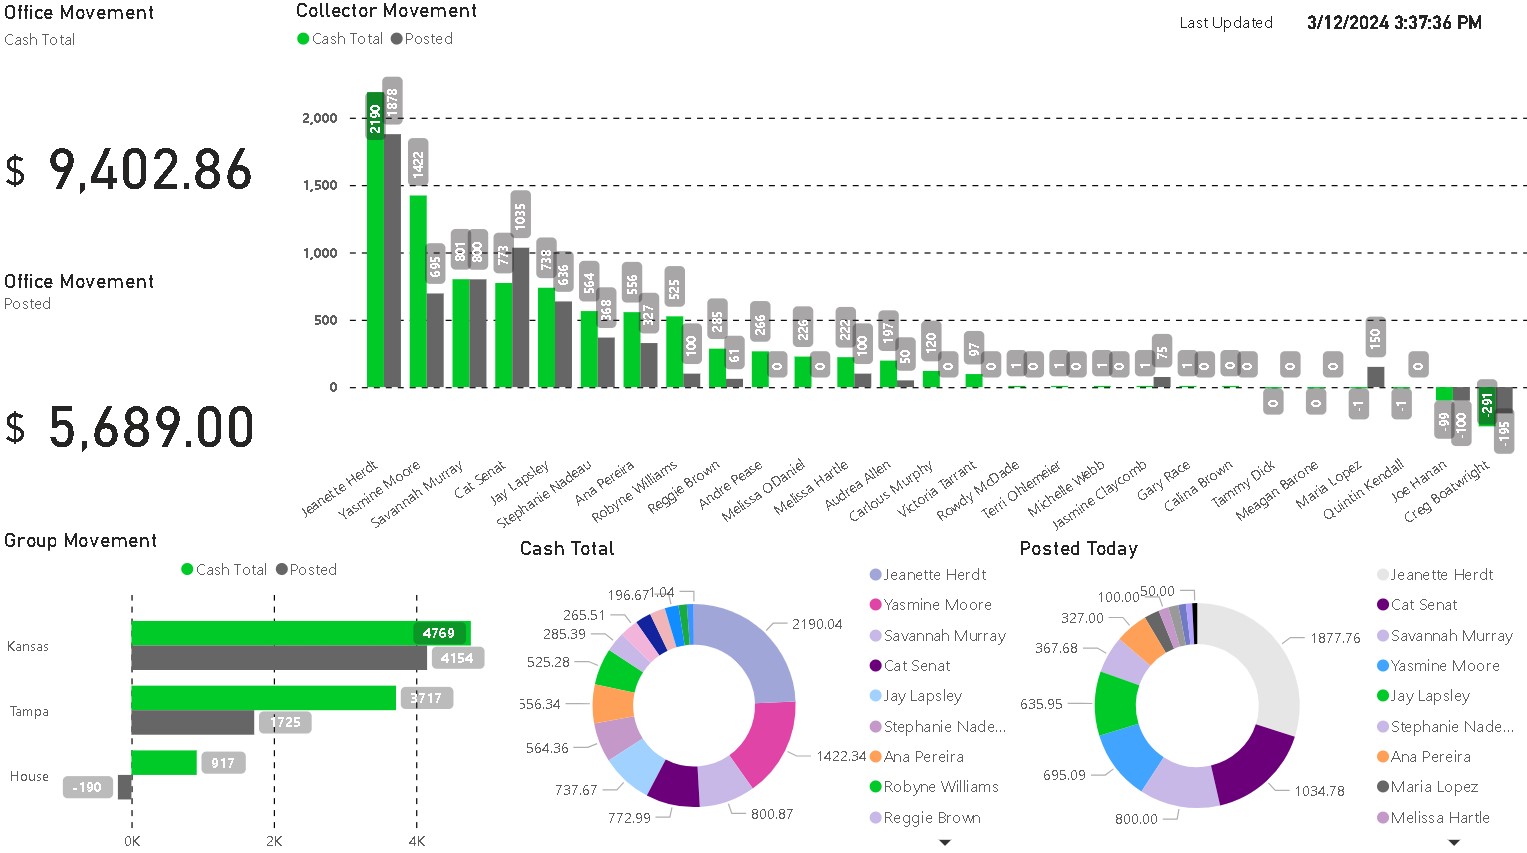 Office Movement
Cash Total
$ 9,402.86
Office Movement
Posted
$ 5,689.00
Collector Movement
Cash Total Posted
Last Updated 3/12/2024 3:37:36 PM
2,000
1,500
1,000
500
0
2190 1878 1422 695 801 800 773 1035 738 636 564 368 556 327 525 100 285 61 266 0 226 0 222 100 197 50 120 0 97 0 1 0 1 0 1 0 1 75 1 0 0 0 0 0 0 0 -1 150 -1 0 -99 -100 -291 -195
Jeanette Herdt
Yasmine Moore
Savannah Murray
Cat Senat
Jay Lapsley
Stephanie Nadeau
Ana Pereira
Robyne Williams
Reggie Brown
Andre Pease
Melissa ODaniel
Melissa Hartle
Audrea Allen
Carlous Murphy
Victoria Tarrant
Rowdy McDade
Terri Ohlemeier
Michelle Webb
Jasmine Claycomb
Gary Race
Calina Brown
Tammy Dick
Meagan Barone
Maria Lopez
Quintin Kendall
Joe Hanan
Creg Boatwright
Group Movement
Cash Total Posted
Kansas 4769
4154
Tampa 3717
1725
House 917
-190
0K 2K 4K
Cash Total
2190.04
1422.34
800.87
772.99
737.67
564.36
556.34
525.28
285.39
265.51
196.67
1.04
Jeanette Herdt
Yasmine Moore
Savannah Murray
Cat Senat
Jay Lapsley
Stephanie Nade...
Ana Pereira
Robyne Williams
Reggie Brown
Posted Today
1877.76
1034.78
800.00
695.09
635.95
367.68
327.00
100.00
50.00
Jeanette Herdt
Cat Senat
Savannah Murray
Yasmine Moore
Jay Lapsley
Stephanie Nade...
Ana Pereira
Maria Lopez
Melissa Hartle